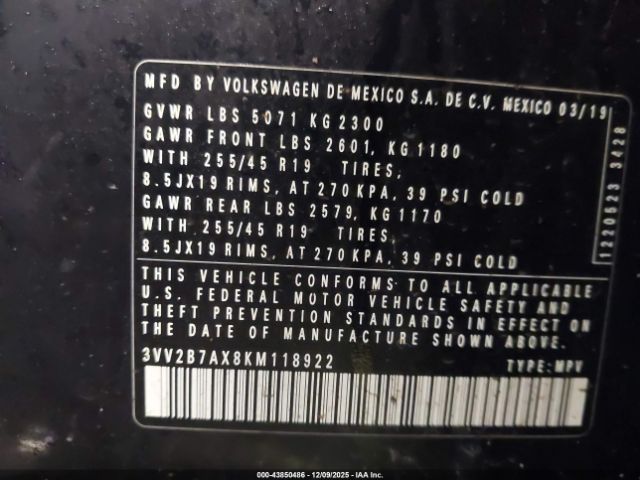 MFD BY VOLKSWAGEN DE MEXICO S.A. DE C.V. MEXICO 03/19
GVWR LBS 5071 KG 2300
GAWR FRONT LBS 2601, KG 1180
WITH 255/45 R19 TIRES,
8.5JX19 RIMS, AT 270 KPA, 39 PSI COLD
GAWR REAR LBS 2579, KG 1170
WITH 255/45 R19 TIRES,
8.5JX19 RIMS, AT 270 KPA, 39 PSI COLD
1220523 3428
THIS VEHICLE CONFORMS TO ALL APPLICABLE
U.S. FEDERAL MOTOR VEHICLE SAFETY AND
THEFT PREVENTION STANDARDS IN EFFECT ON
THE DATE OF MANUFACTURE SHOWN ABOVE.
3VV2B7AX8KM118922 TYPE: MPV
000-43850486 - 12/09/2025 - IAA Inc.